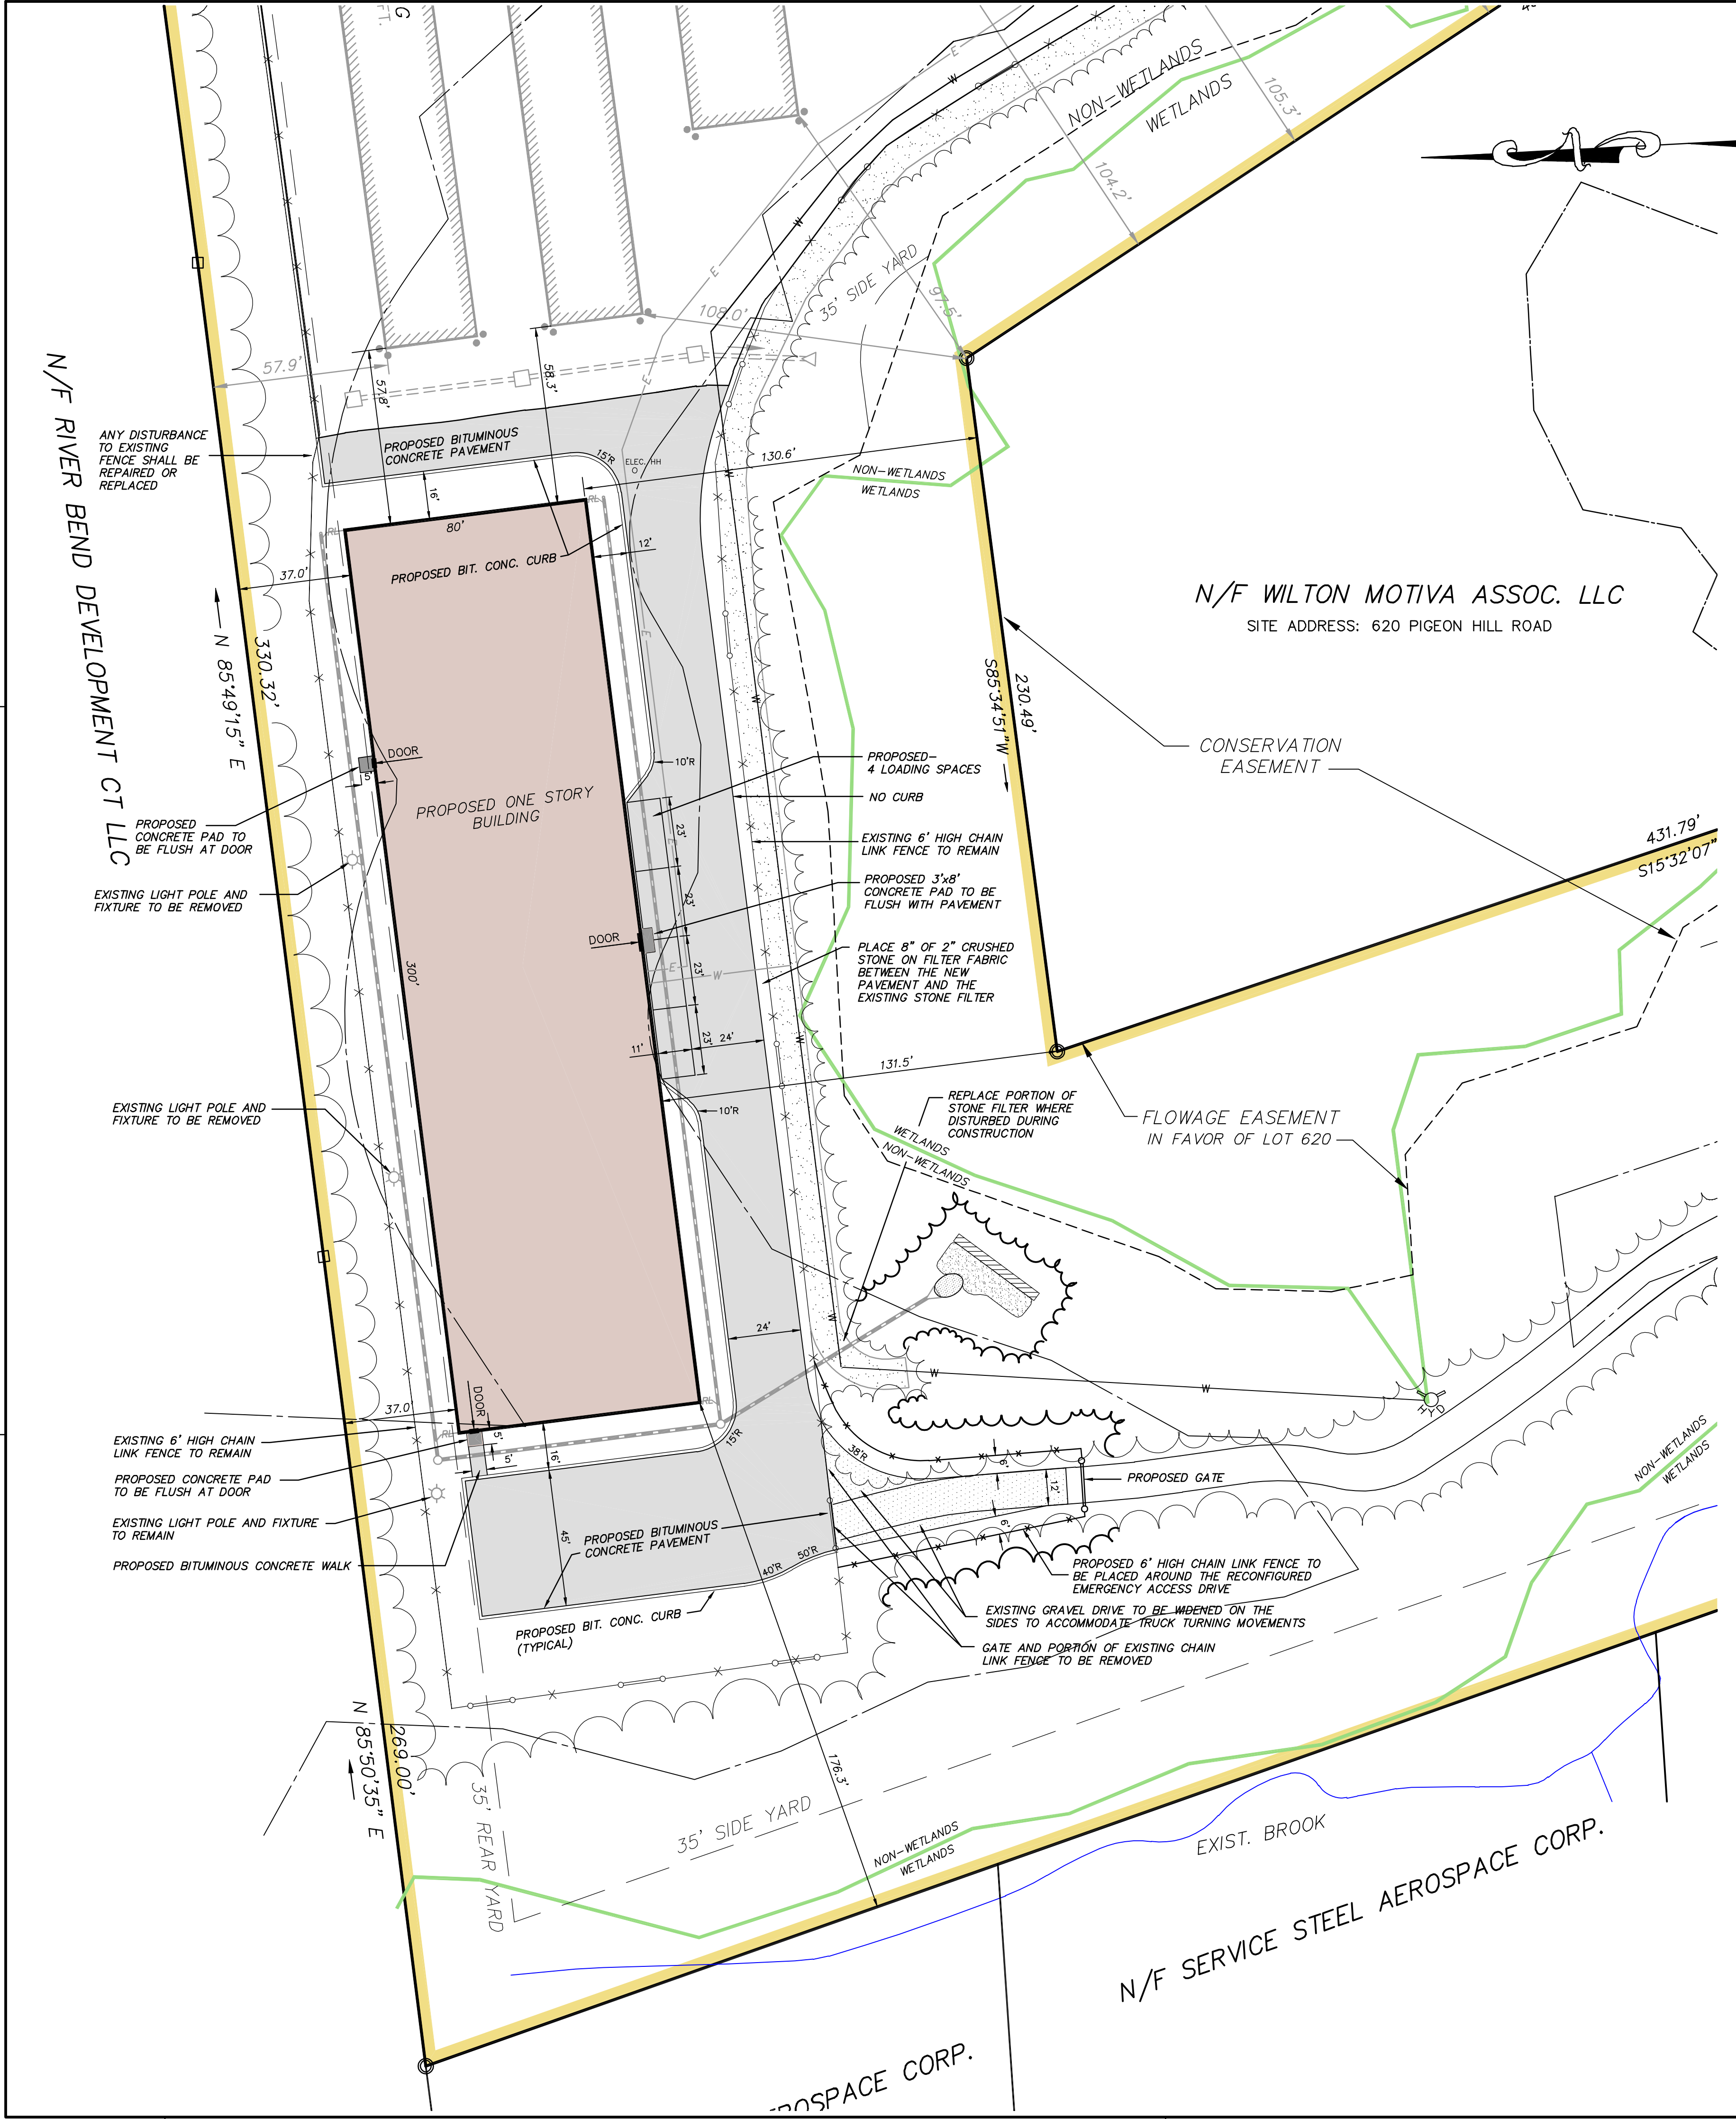 G
FT.
NON-WETLANDS
WETLANDS
105.3'
104.2'
35' SIDE YARD
97.5'
108.0'
57.9'
57.8'
58.3'
E
E
E
W
N/F RIVER BEND DEVELOPMENT CT LLC
ANY DISTURBANCE
TO EXISTING
FENCE SHALL BE
REPAIRED OR
REPLACED
PROPOSED BITUMINOUS
CONCRETE PAVEMENT
15'R
ELEC. HH
130.6'
NON-WETLANDS
WETLANDS
16'
80'
RL
RL
12'
PROPOSED BIT. CONC. CURB
37.0'
N/F WILTON MOTIVA ASSOC. LLC
SITE ADDRESS: 620 PIGEON HILL ROAD
330.32'
N 85°49'15" E
230.49'
S85°34'51"W
CONSERVATION
EASEMENT
DOOR
5'
10'R
PROPOSED-
4 LOADING SPACES
NO CURB
PROPOSED ONE STORY
BUILDING
PROPOSED
CONCRETE PAD TO
BE FLUSH AT DOOR
23'
23'
23'
23'
EXISTING 6' HIGH CHAIN
LINK FENCE TO REMAIN
431.79'
S15°32'07"
EXISTING LIGHT POLE AND
FIXTURE TO BE REMOVED
PROPOSED 3'x8'
CONCRETE PAD TO BE
FLUSH WITH PAVEMENT
DOOR
300'
PLACE 8" OF 2" CRUSHED
STONE ON FILTER FABRIC
BETWEEN THE NEW
PAVEMENT AND THE
EXISTING STONE FILTER
E
W
11'
24'
131.5'
EXISTING LIGHT POLE AND
FIXTURE TO BE REMOVED
10'R
REPLACE PORTION OF
STONE FILTER WHERE
DISTURBED DURING
CONSTRUCTION
FLOWAGE EASEMENT
IN FAVOR OF LOT 620
WETLANDS
NON-WETLANDS
24'
W
W
W
HYD
37.0'
DOOR
RL
RL
5'
5'
16'
15'R
38'R
EXISTING 6' HIGH CHAIN
LINK FENCE TO REMAIN
PROPOSED CONCRETE PAD
TO BE FLUSH AT DOOR
6'
12'
6'
PROPOSED GATE
NON-WETLANDS
WETLANDS
EXISTING LIGHT POLE AND FIXTURE
TO REMAIN
45'
PROPOSED BITUMINOUS
CONCRETE PAVEMENT
PROPOSED BITUMINOUS CONCRETE WALK
40'R
50'R
PROPOSED 6' HIGH CHAIN LINK FENCE TO
BE PLACED AROUND THE RECONFIGURED
EMERGENCY ACCESS DRIVE
EXISTING GRAVEL DRIVE TO BE WIDENED ON THE
SIDES TO ACCOMMODATE TRUCK TURNING MOVEMENTS
PROPOSED BIT. CONC. CURB
(TYPICAL)
GATE AND PORTION OF EXISTING CHAIN
LINK FENCE TO BE REMOVED
269.00'
N 85°50'35" E
176.3'
35' REAR YARD
35' SIDE YARD
NON-WETLANDS
WETLANDS
EXIST. BROOK
N/F SERVICE STEEL AEROSPACE CORP.
AEROSPACE CORP.